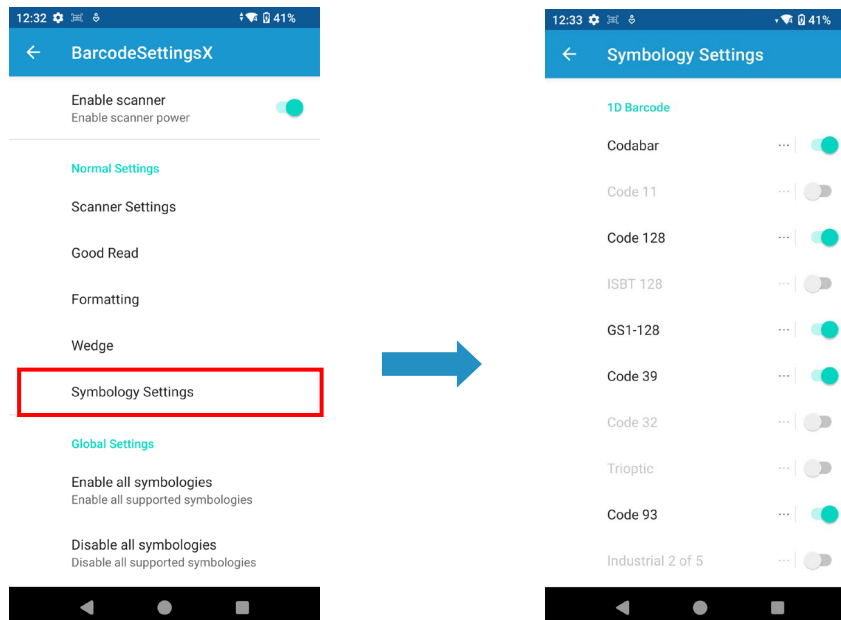 12:32
41%
BarcodeSettingsX
Enable scanner
Enable scanner power
Normal Settings
Scanner Settings
Good Read
Formatting
Wedge
Symbology Settings
Global Settings
Enable all symbologies
Enable all supported symbologies
Disable all symbologies
Disable all supported symbologies
12:33
41%
Symbology Settings
1D Barcode
Codabar
Code 11
Code 128
ISBT 128
GS1-128
Code 39
Code 32
Trioptic
Code 93
Industrial 2 of 5